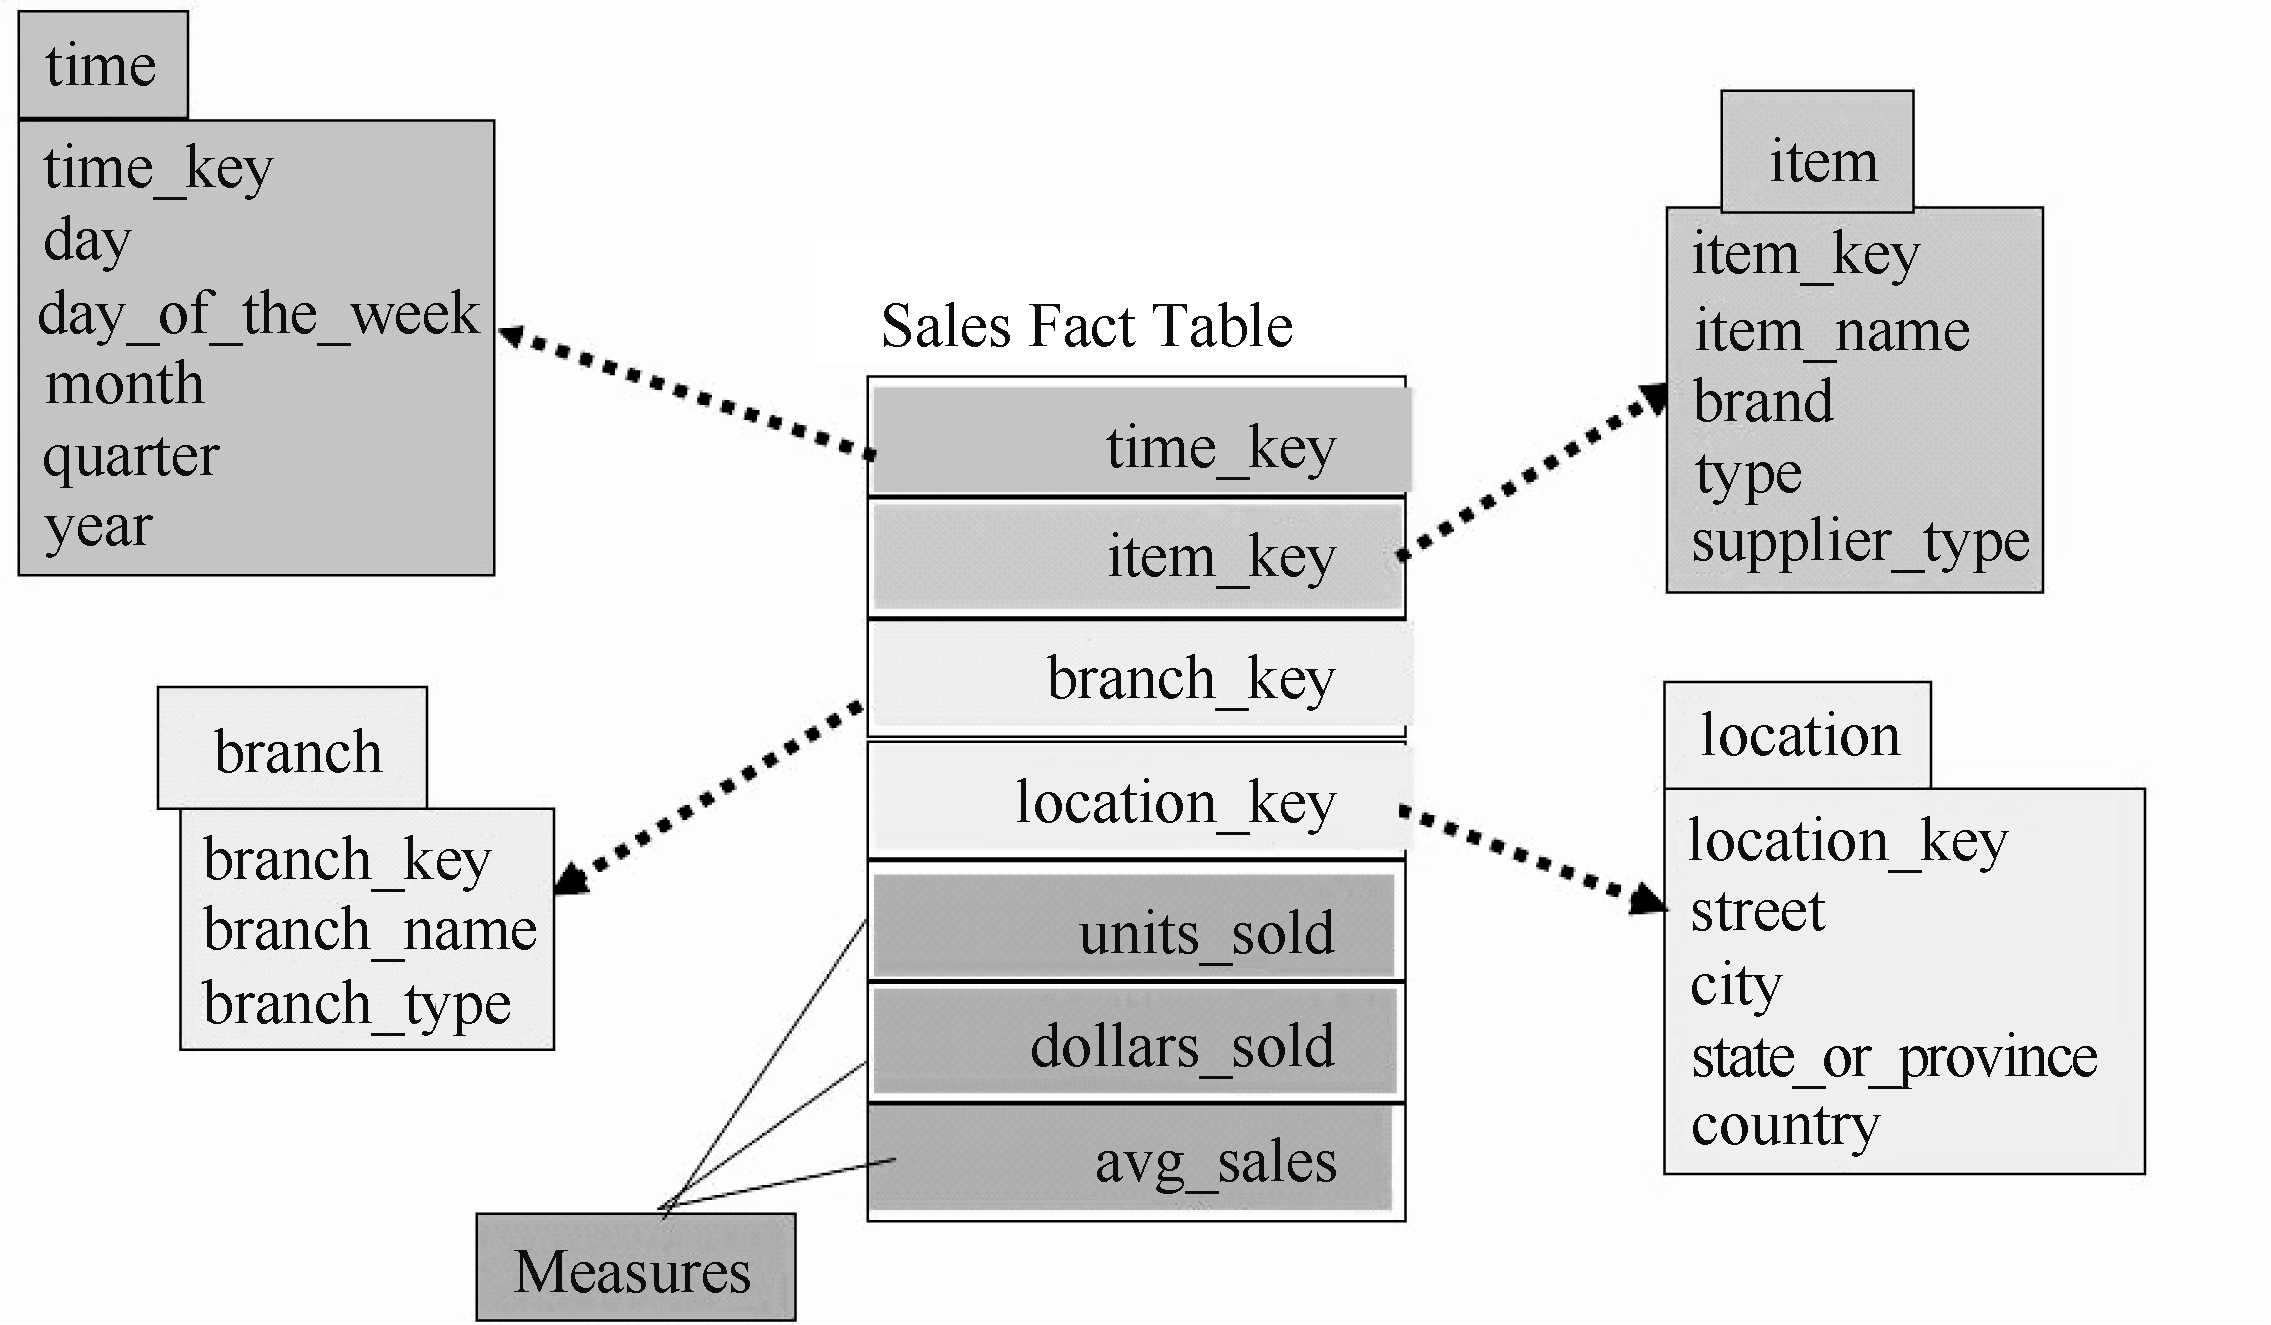 time
time_key
day
day_of_the_week
month
quarter
year
Sales Fact Table
time_key
item_key
branch_key
location_key
units_sold
dollars_sold
avg_sales
item
item_key
item_name
brand
type
supplier_type
branch
branch_key
branch_name
branch_type
location
location_key
street
city
state_or_province
country
Measures